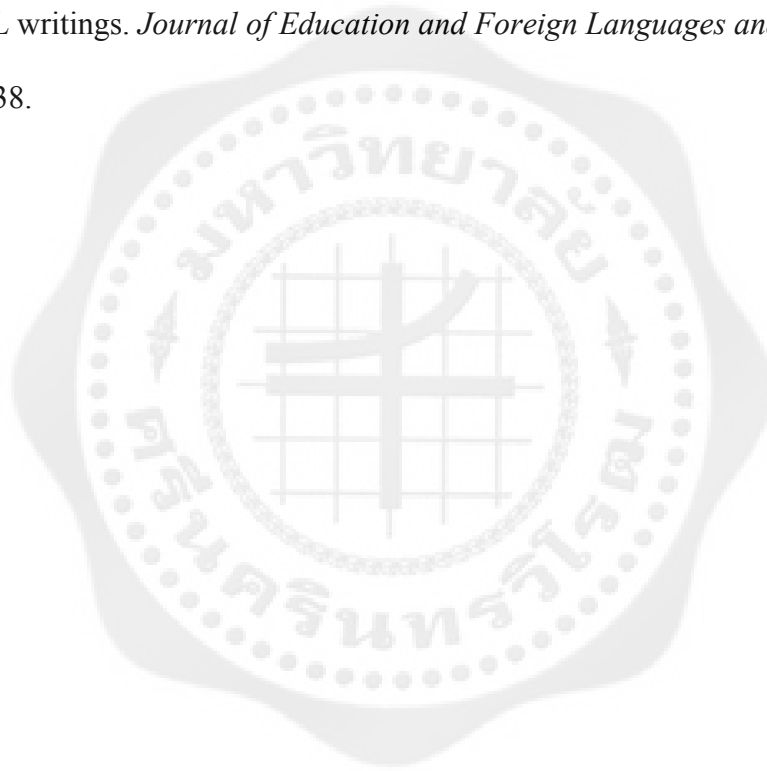 L writings. Journal of Education and Foreign Languages and
38.
มหาวิทยาลัย
ศรีนครินทรวิโรฒ